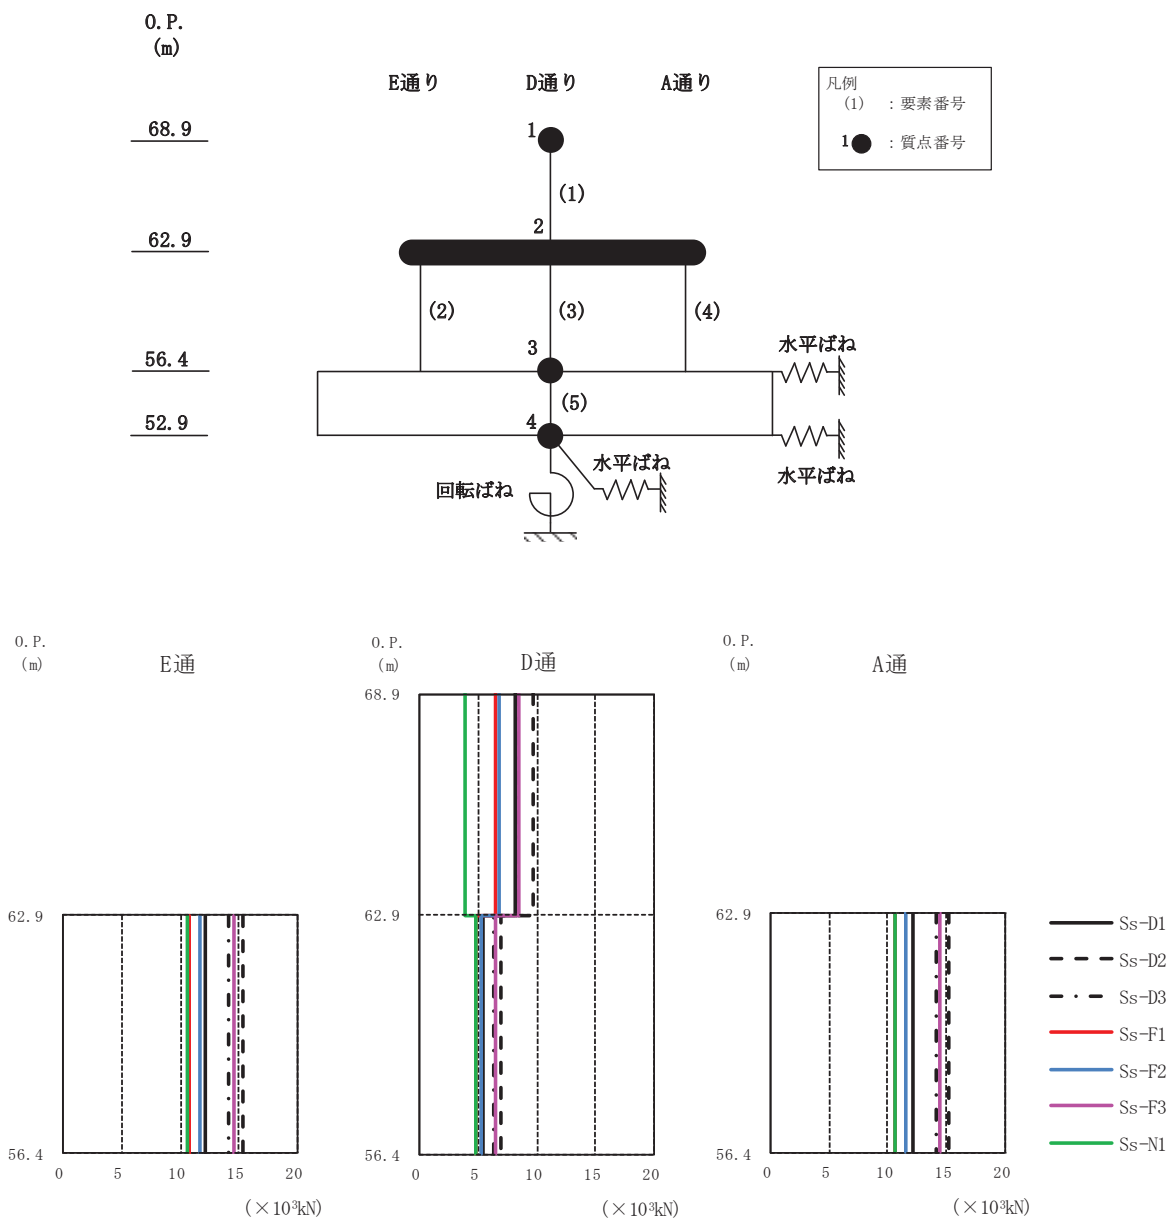 O.P.
(m)
E通り D通り A通り
凡例
(1) :要素番号
1 :質点番号
68.9
1
(1)
2
62.9
(2) (3) (4)
3
水平ばね
56.4
(5)
52.9
4
水平ばね
水平ばね
回転ばね
O.P.
(m)
E通
62.9
56.4
0 5 10 15 20
(×10³kN)
O.P.
(m)
D通
68.9
62.9
56.4
0 5 10 15 20
(×10³kN)
O.P.
(m)
A通
62.9
56.4
0 5 10 15 20
(×10³kN)
Ss-D1
Ss-D2
Ss-D3
Ss-F1
Ss-F2
Ss-F3
Ss-N1